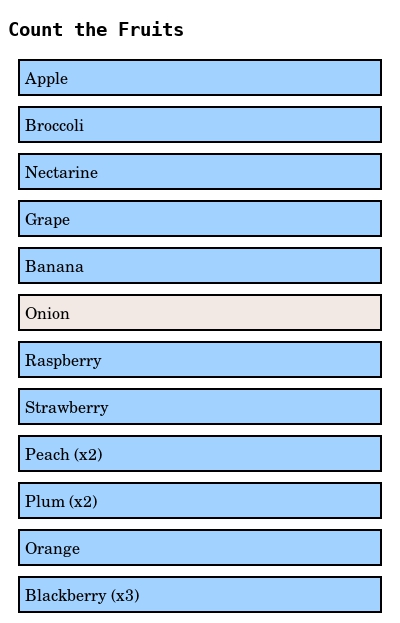 Count the Fruits
Apple
Broccoli
Nectarine
Grape
Banana
Onion
Raspberry
Strawberry
Peach (x2)
Plum (x2)
Orange
Blackberry (x3)